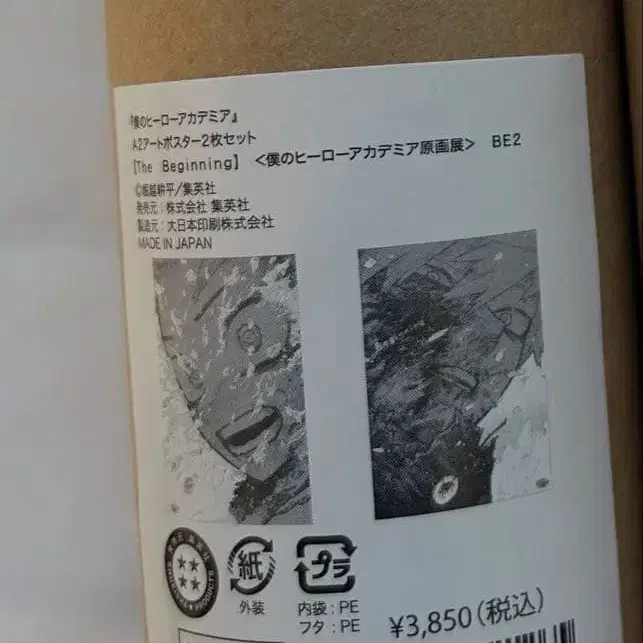 『僕のヒーローアカデミア』
A2アートポスター2枚セット
【The Beginning】 <僕のヒーローアカデミア原画展> BE2
©堀越耕平/集英社
発売元:株式会社 集英社
製造元:大日本印刷株式会社
MADE IN JAPAN
紙
外装
プラ
内袋:PE
フタ:PE
¥3,850(税込)